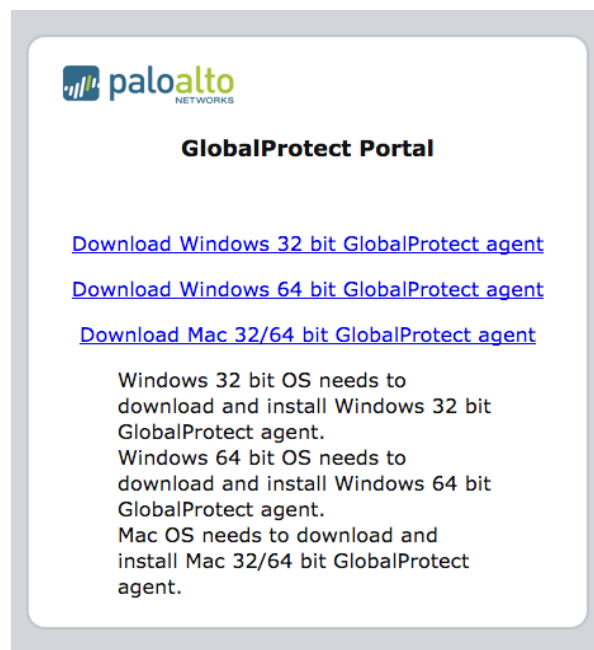 paloalto
NETWORKS
GlobalProtect Portal
Download Windows 32 bit GlobalProtect agent
Download Windows 64 bit GlobalProtect agent
Download Mac 32/64 bit GlobalProtect agent
Windows 32 bit OS needs to
download and install Windows 32 bit
GlobalProtect agent.
Windows 64 bit OS needs to
download and install Windows 64 bit
GlobalProtect agent.
Mac OS needs to download and
install Mac 32/64 bit GlobalProtect
agent.